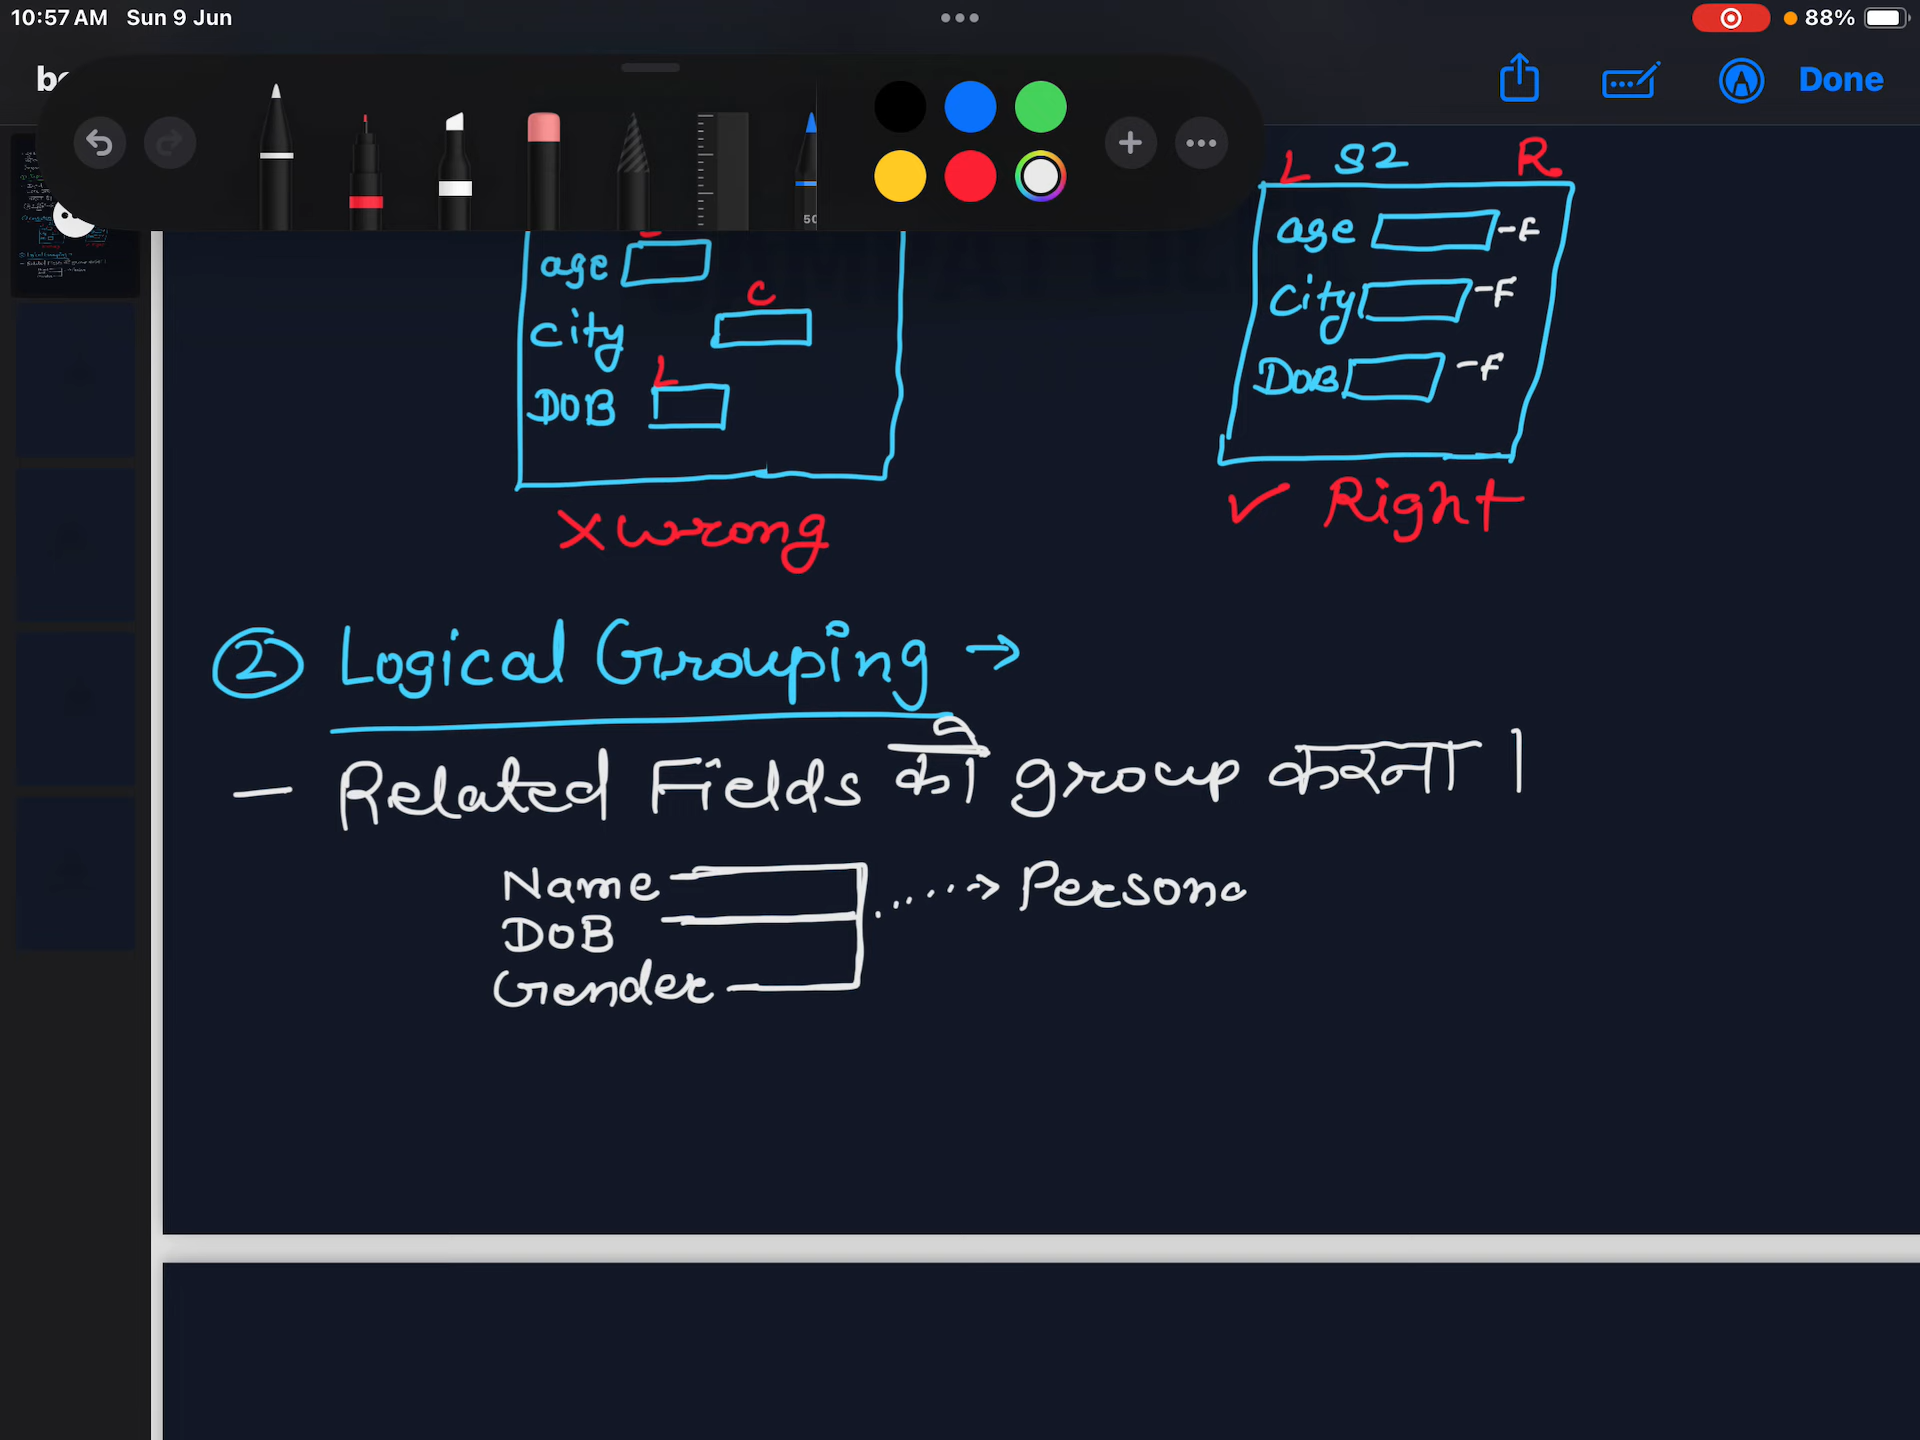 10:57 AM Sun 9 Jun
88%
Done
50
L S2 R
age -F
City -F
DOB -F
✓ Right
age
C
City
L
DOB
X wrong
② Logical Grouping →
- Related Fields को group करना।
Name
DOB
Gender
.....→ Persona